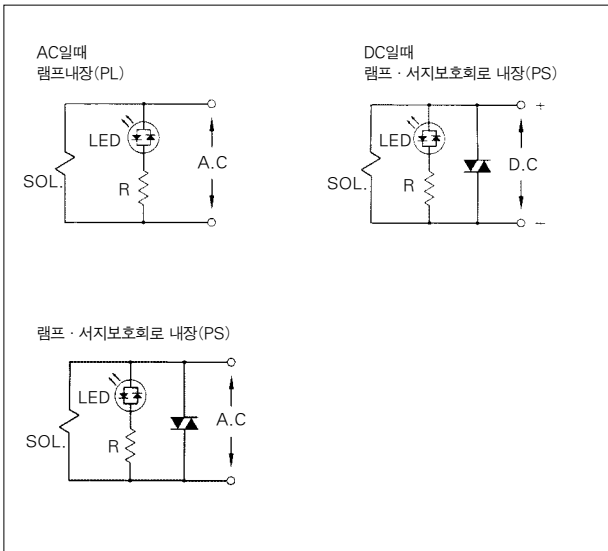 AC일때
램프내장(PL)
LED
SOL.
R
A.C
DC일때
램프 · 서지보호회로 내장(PS)
LED
SOL.
R
D.C
+
−
램프 · 서지보호회로 내장(PS)
LED
SOL.
R
A.C